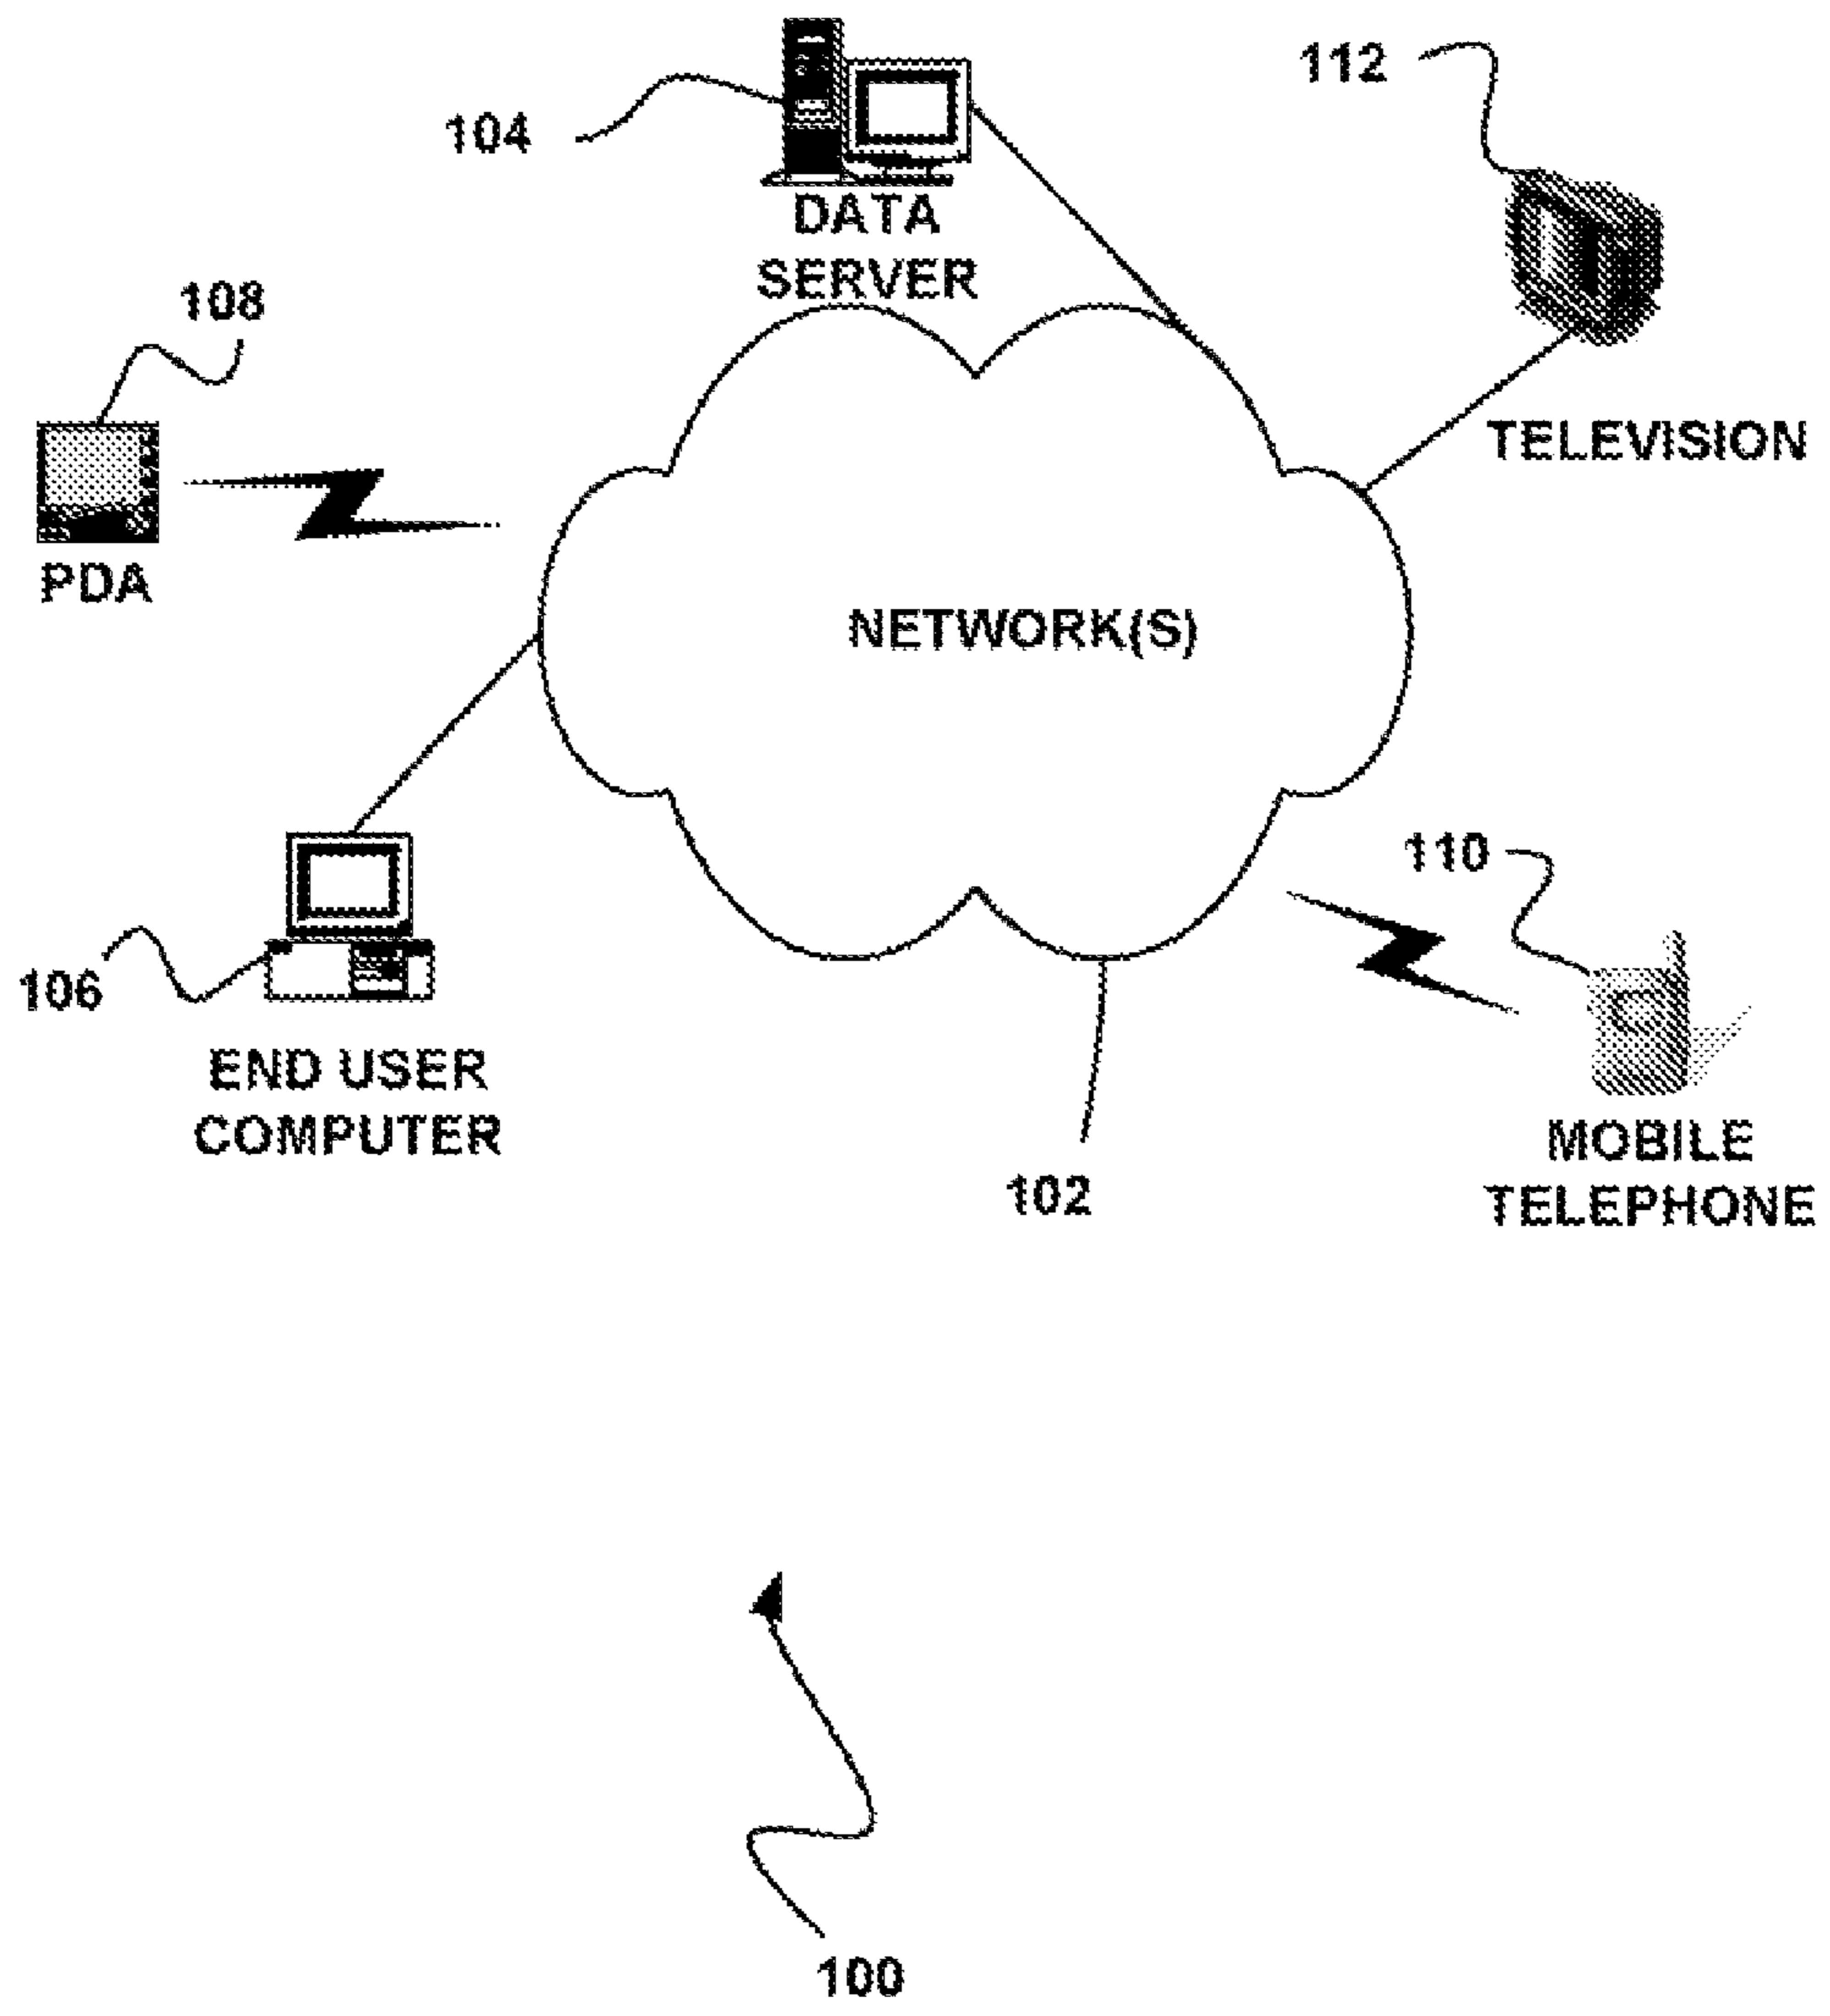 112
104
DATA
SERVER
108
TELEVISION
PDA
NETWORK(S)
110
106
END USER
COMPUTER
MOBILE
TELEPHONE
102
100